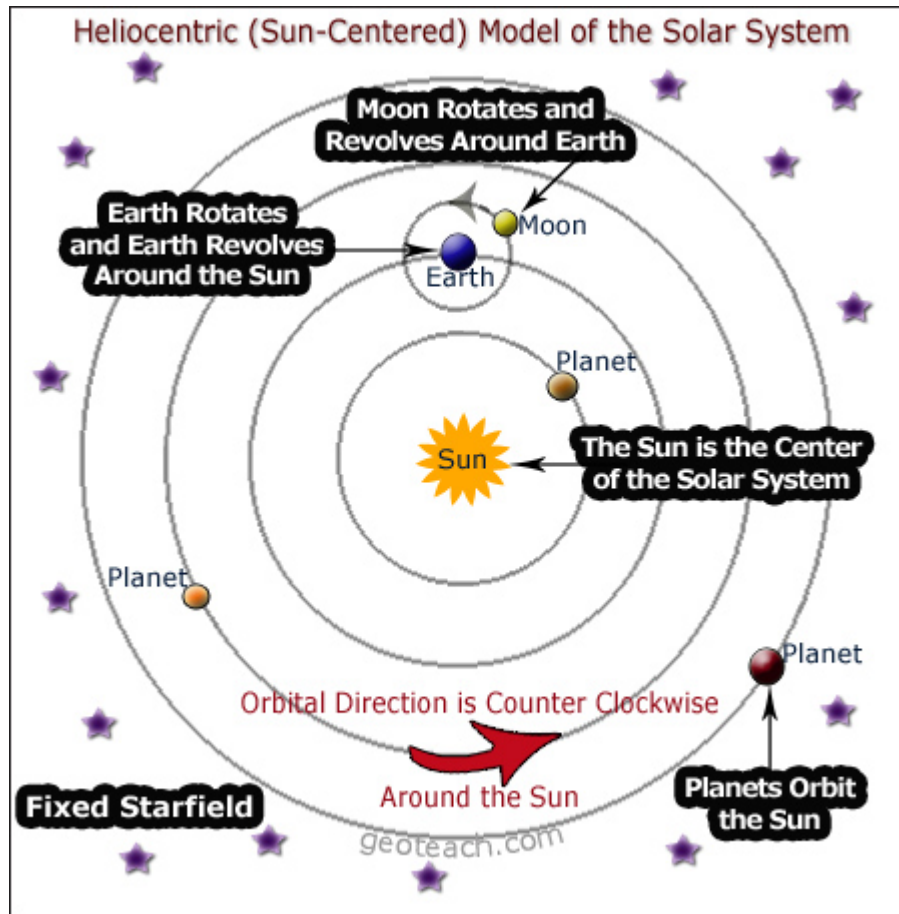 Heliocentric (Sun-Centered) Model of the Solar System
Moon Rotates and
Revolves Around Earth
Earth Rotates
and Earth Revolves
Around the Sun
Moon
Earth
Planet
Sun
The Sun is the Center
of the Solar System
Planet
Planet
Orbital Direction is Counter Clockwise
Around the Sun
Planets Orbit
the Sun
Fixed Starfield
geoteach.com